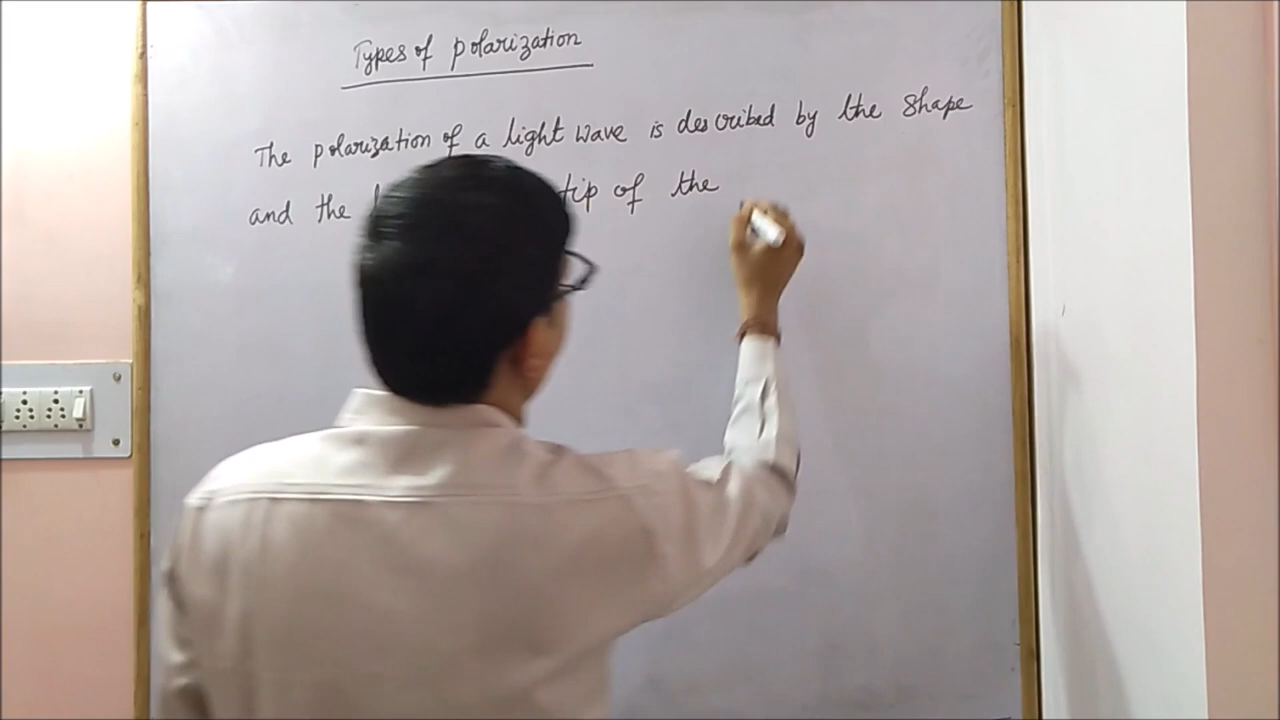 Types of polarization
The polarization of a light wave is described by the shape
and the tip of the